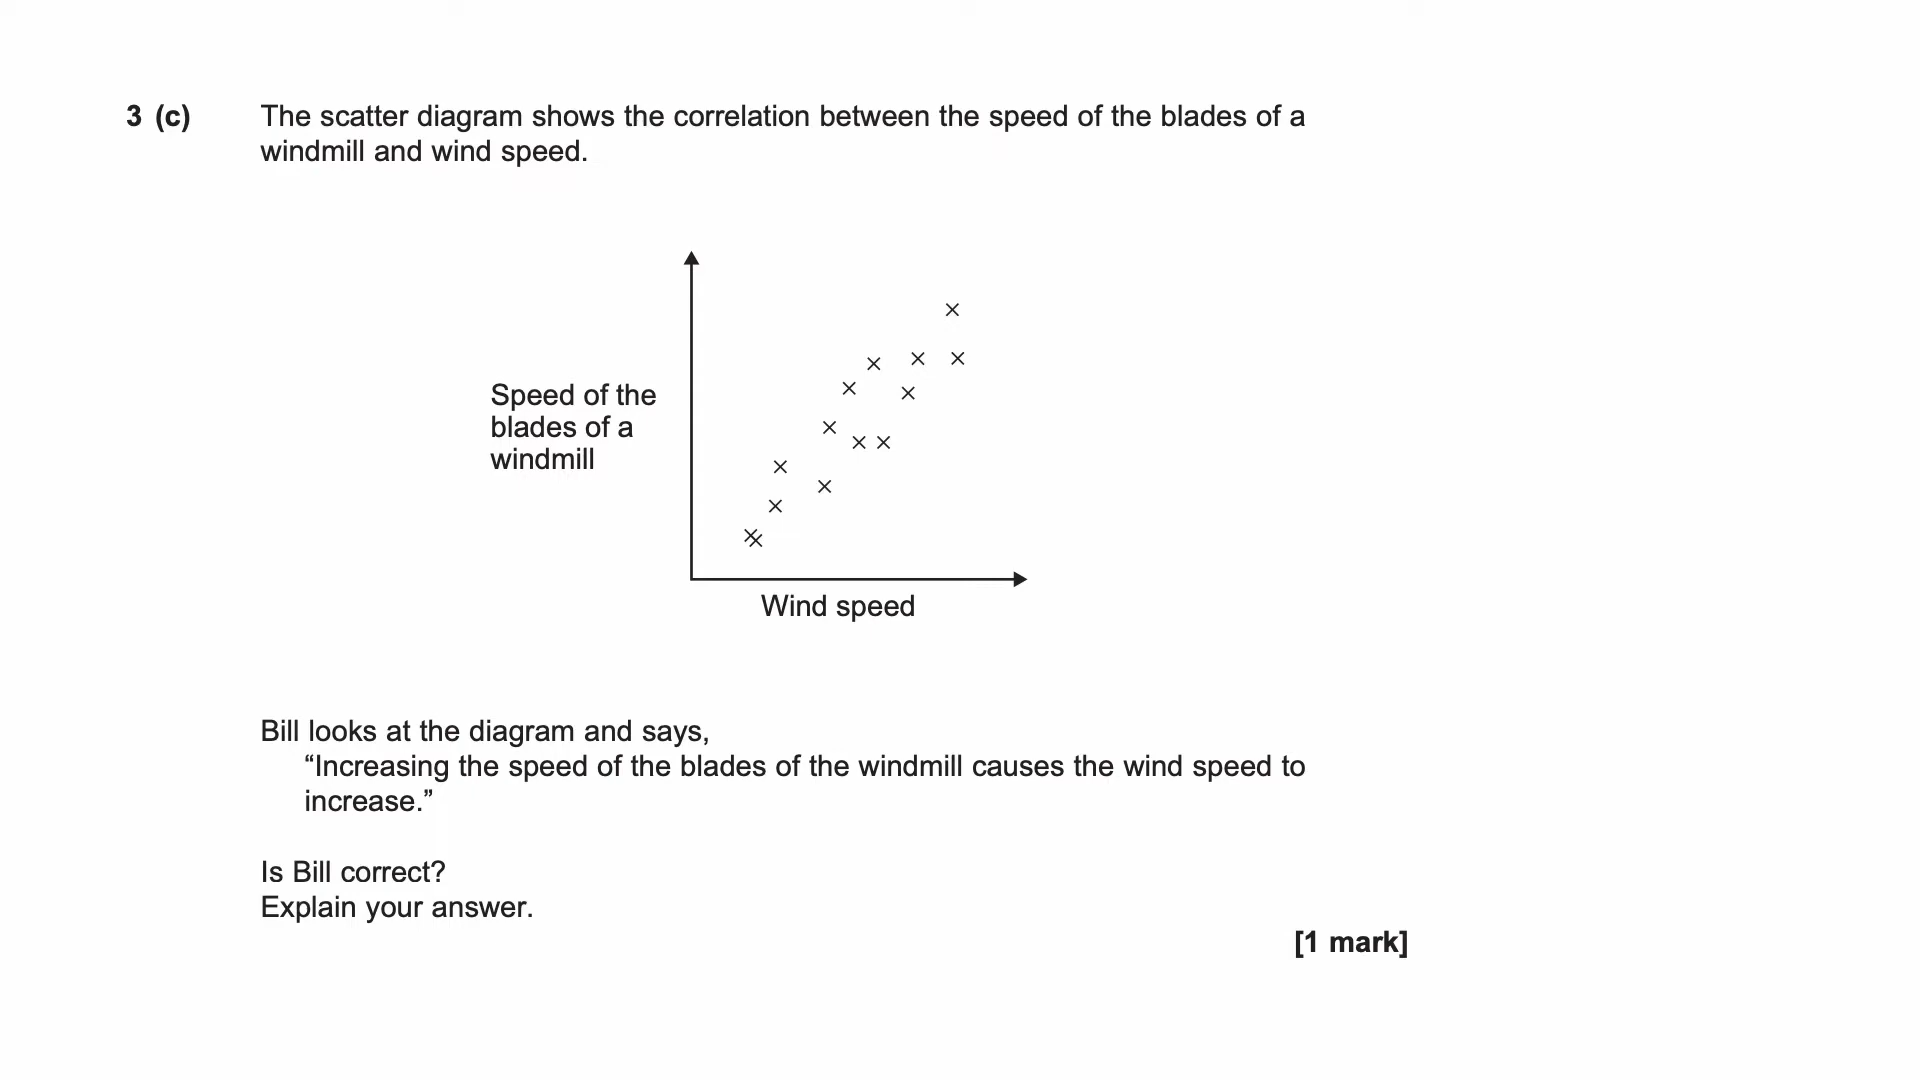 3 (c) The scatter diagram shows the correlation between the speed of the blades of a
windmill and wind speed.
Speed of the
blades of a
windmill
Wind speed
Bill looks at the diagram and says,
“Increasing the speed of the blades of the windmill causes the wind speed to
increase.”
Is Bill correct?
Explain your answer.
[1 mark]